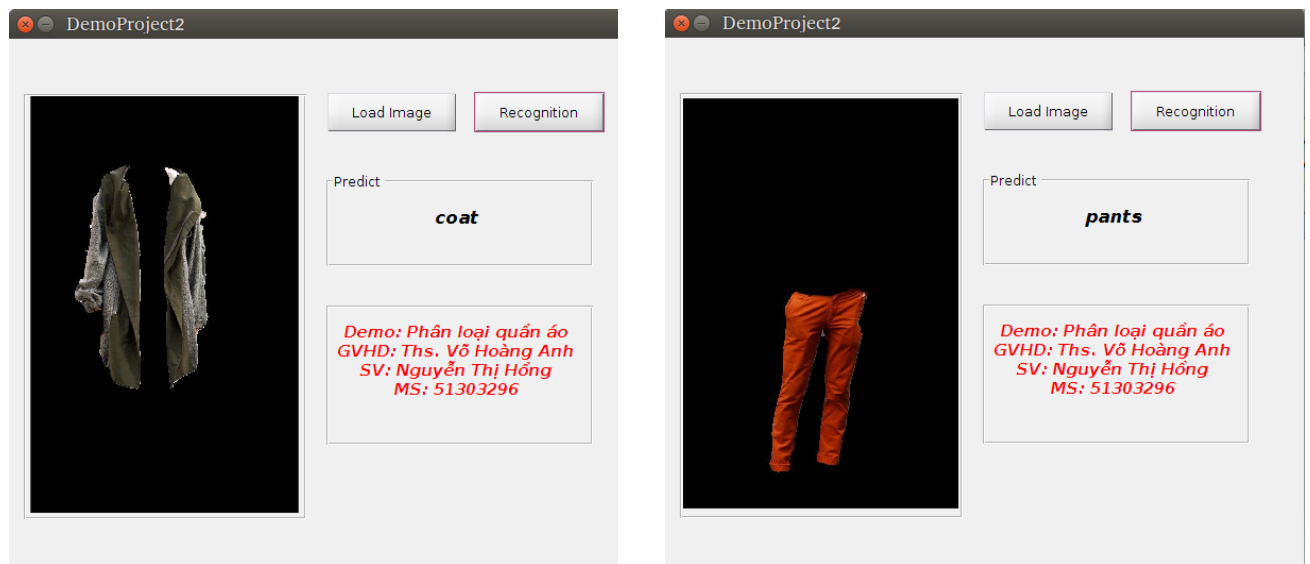 DemoProject2
Load Image
Recognition
Predict
coat
Demo: Phân loại quần áo
GVHD: Ths. Võ Hoàng Anh
SV: Nguyễn Thị Hồng
MS: 51303296
DemoProject2
Load Image
Recognition
Predict
pants
Demo: Phân loại quần áo
GVHD: Ths. Võ Hoàng Anh
SV: Nguyễn Thị Hồng
MS: 51303296